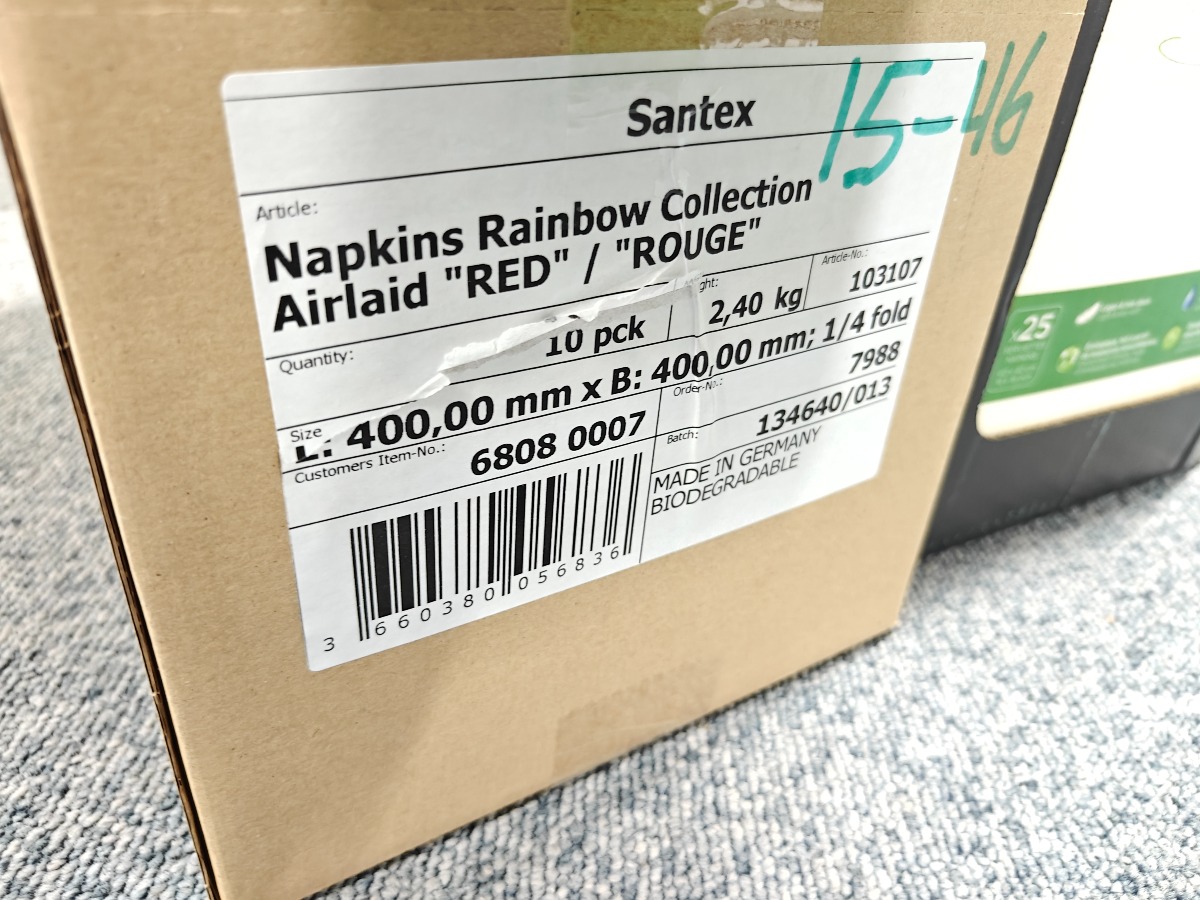 Santex
15-46
Article:
Napkins Rainbow Collection
Airlaid "RED" / "ROUGE"
Quantity:
10 pck
2,40 kg
Article-No.:
103107
Size
L: 400,00 mm x B: 400,00 mm; 1/4 fold
Customers Item-No.:
6808 0007
Order-No.:
7988
Batch:
134640/013
MADE IN GERMANY
BIODEGRADABLE
3 660380 056836
x25